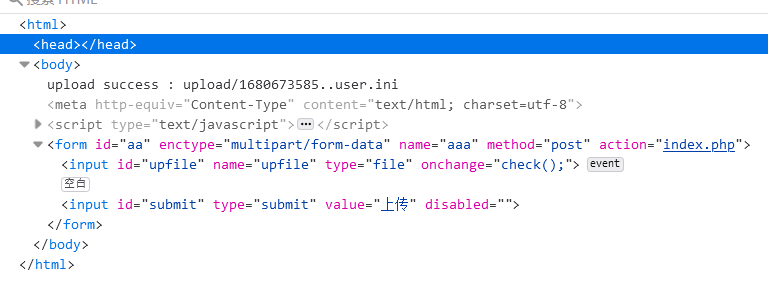 搜索 HTML
<html>
<head></head>
<body>
upload success : upload/1680673585..user.ini
<meta http-equiv="Content-Type" content="text/html; charset=utf-8">
<script type="text/javascript"> ••• </script>
<form id="aa" enctype="multipart/form-data" name="aaa" method="post" action="index.php">
<input id="upfile" name="upfile" type="file" onchange="check();"> event
空白
<input id="submit" type="submit" value="上传" disabled="">
</form>
</body>
</html>